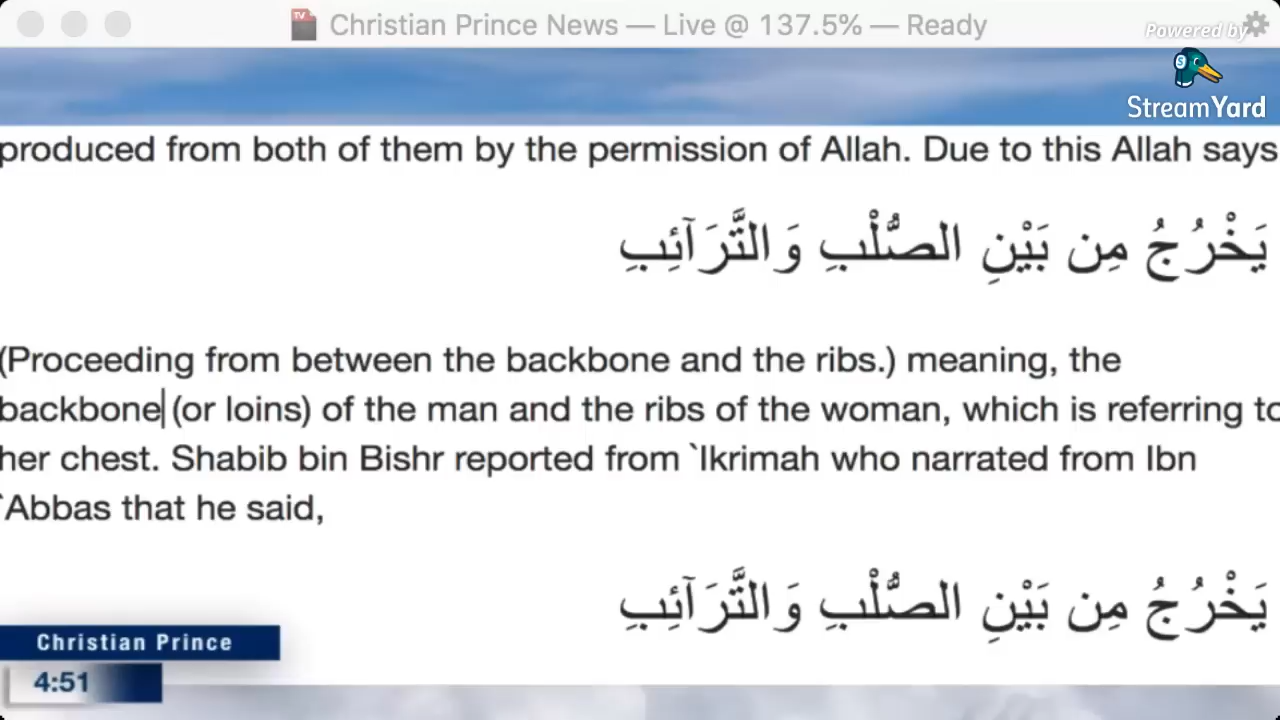 Christian Prince News — Live @ 137.5% — Ready
Powered by
StreamYard
produced from both of them by the permission of Allah. Due to this Allah says
يَخْرُجُ مِن بَيْنِ الصُّلْبِ وَالتَّرَآئِبِ
(Proceeding from between the backbone and the ribs.) meaning, the
backbone (or loins) of the man and the ribs of the woman, which is referring to
her chest. Shabib bin Bishr reported from `Ikrimah who narrated from Ibn
`Abbas that he said,
يَخْرُجُ مِن بَيْنِ الصُّلْبِ وَالتَّرَآئِبِ
Christian Prince
4:51